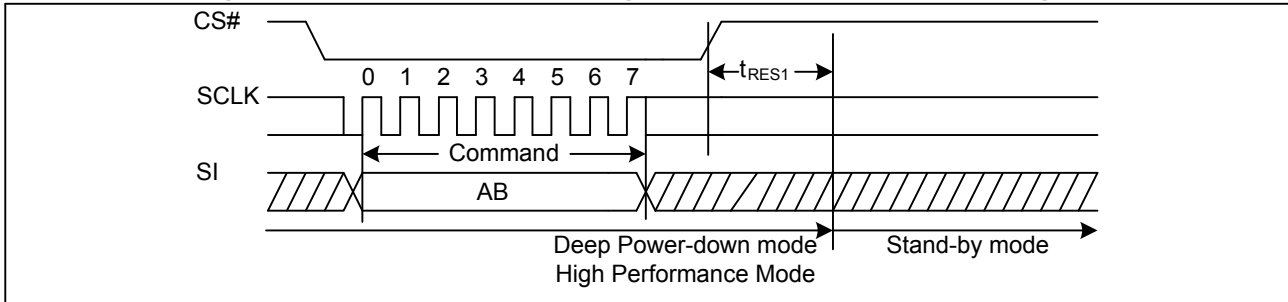 CS#
tRES1
0 1 2 3 4 5 6 7
SCLK
Command
SI
AB
Deep Power-down mode Stand-by mode
High Performance Mode